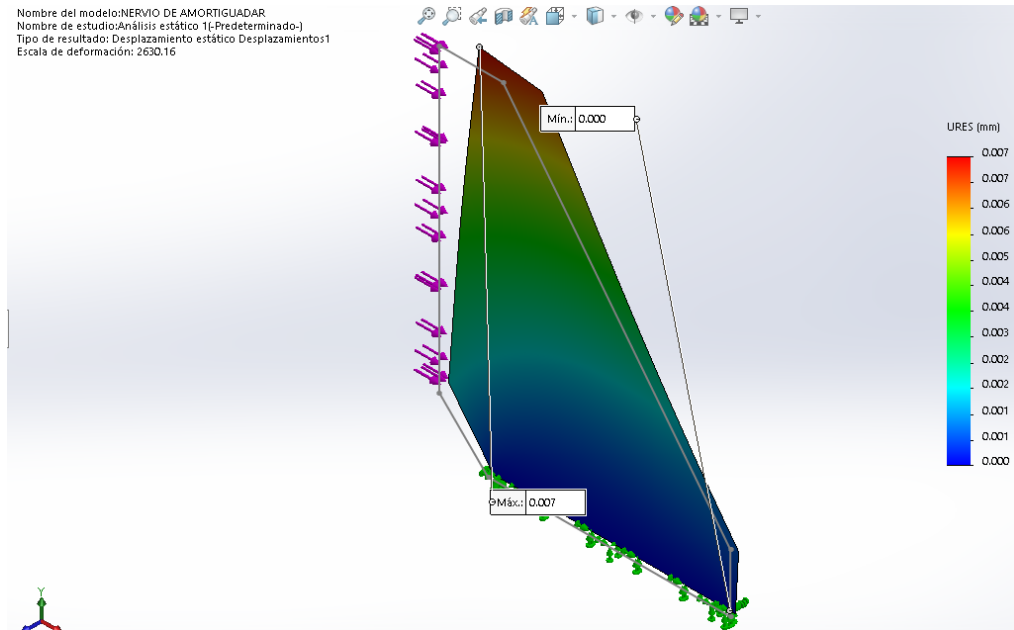 Nombre del modelo:NERVIO DE AMORTIGUADAR
Nombre de estudio:Análisis estático 1(-Predeterminado-)
Tipo de resultado: Desplazamiento estático Desplazamientos1
Escala de deformación: 2630.16
Mín.: 0.000
URES (mm)
0.007
0.007
0.006
0.006
0.005
0.004
0.004
0.003
0.002
0.002
0.001
0.001
0.000
Máx.: 0.007
Y